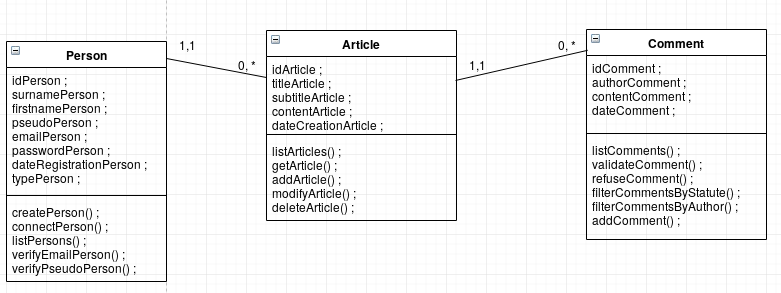 Person
idPerson ;
surnamePerson ;
firstnamePerson ;
pseudoPerson ;
emailPerson ;
passwordPerson ;
dateRegistrationPerson ;
typePerson ;
createPerson() ;
connectPerson() ;
listPersons() ;
verifyEmailPerson() ;
verifyPseudoPerson() ;
1,1
0, *
Article
idArticle ;
titleArticle ;
subtitleArticle ;
contentArticle ;
dateCreationArticle ;
listArticles() ;
getArticle() ;
addArticle() ;
modifyArticle() ;
deleteArticle() ;
1,1
0, *
Comment
idComment ;
authorComment ;
contentComment ;
dateComment ;
listComments() ;
validateComment() ;
refuseComment() ;
filterCommentsByStatute() ;
filterCommentsByAuthor() ;
addComment() ;